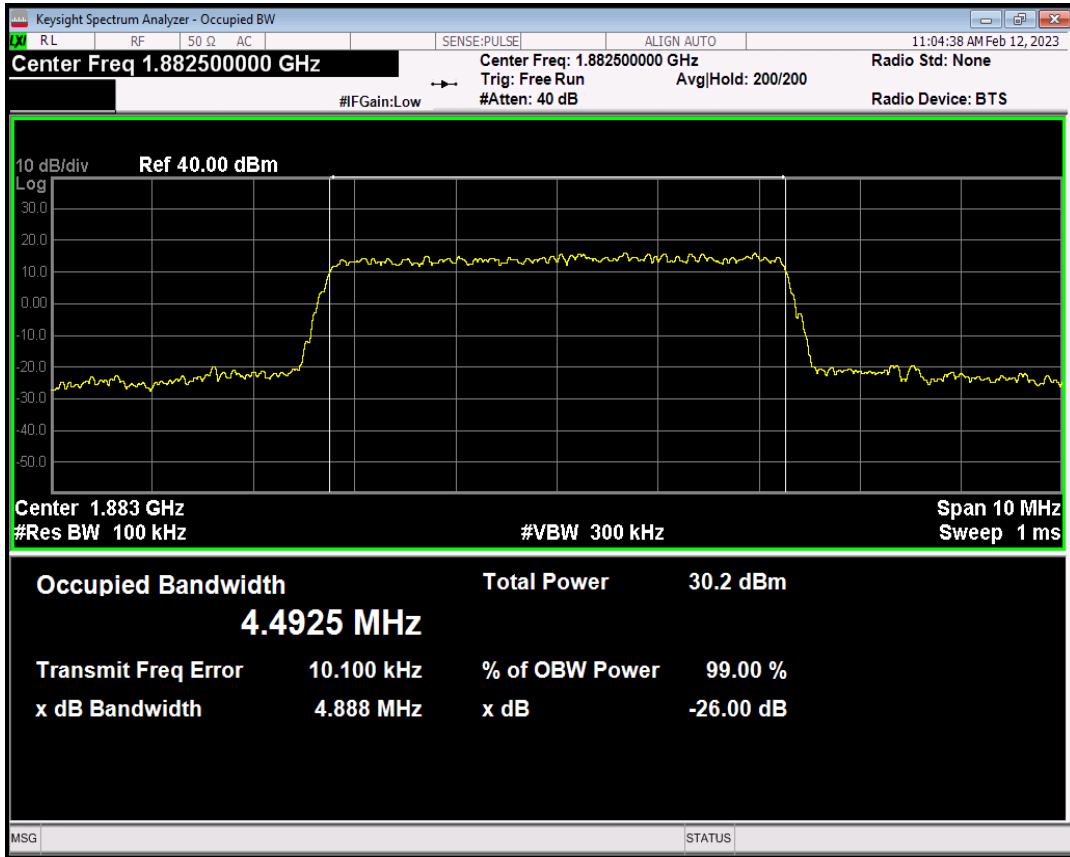 Keysight Spectrum Analyzer - Occupied BW
LXI RL RF 50 Ω AC SENSE:PULSE ALIGN AUTO 11:04:38 AM Feb 12, 2023
Center Freq 1.882500000 GHz Center Freq: 1.882500000 GHz Radio Std: None
Trig: Free Run Avg|Hold: 200/200
#IFGain:Low #Atten: 40 dB Radio Device: BTS
10 dB/div Ref 40.00 dBm
Log
30.0
20.0
10.0
0.00
-10.0
-20.0
-30.0
-40.0
-50.0
Center 1.883 GHz Span 10 MHz
#Res BW 100 kHz #VBW 300 kHz Sweep 1 ms
Occupied Bandwidth Total Power 30.2 dBm
4.4925 MHz
Transmit Freq Error 10.100 kHz % of OBW Power 99.00 %
x dB Bandwidth 4.888 MHz x dB -26.00 dB
MSG STATUS